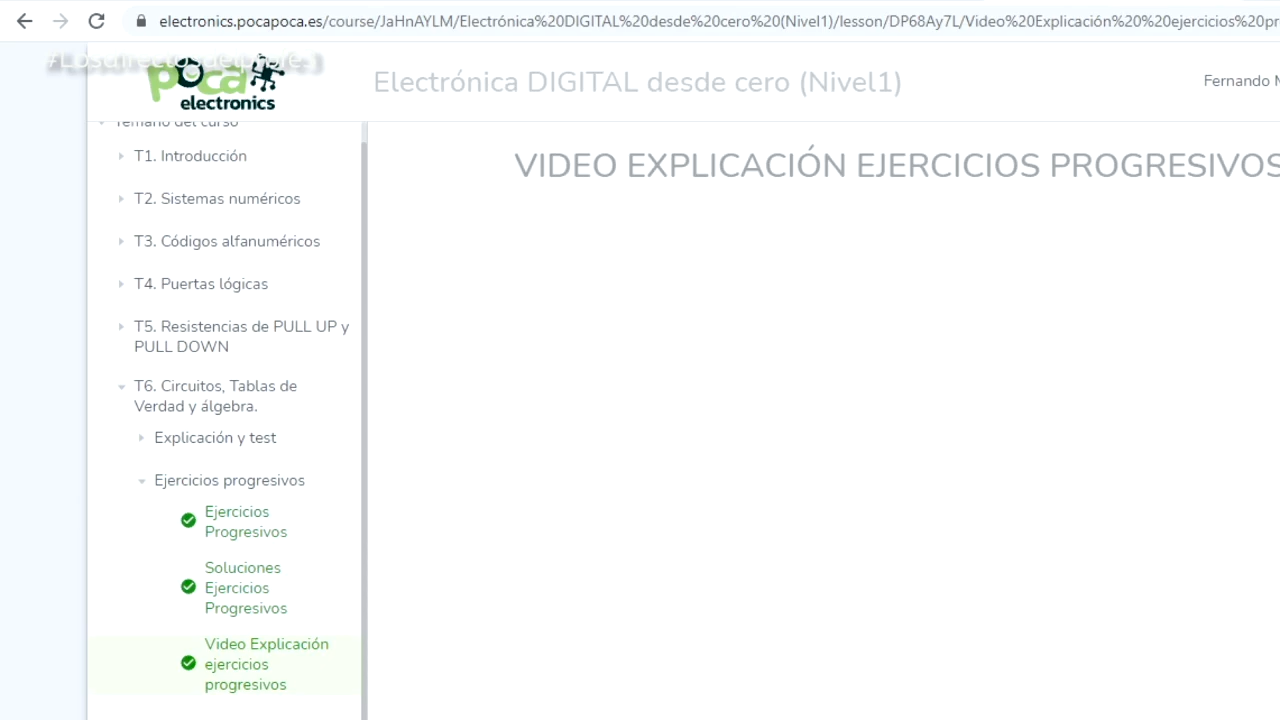 electronics.pocapoca.es/course/JaHnAYLM/Electrónica%20DIGITAL%20desde%20cero%20(Nivel1)/lesson/DP68Ay7L/Video%20Explicación%20%20ejercicios%20pr
poca
electronics
Electrónica DIGITAL desde cero (Nivel1)
Fernando M
Temario del curso
T1. Introducción
T2. Sistemas numéricos
T3. Códigos alfanuméricos
T4. Puertas lógicas
T5. Resistencias de PULL UP y
PULL DOWN
T6. Circuitos, Tablas de
Verdad y álgebra.
Explicación y test
Ejercicios progresivos
Ejercicios
Progresivos
Soluciones
Ejercicios
Progresivos
Video Explicación
ejercicios
progresivos
VIDEO EXPLICACIÓN EJERCICIOS PROGRESIVOS